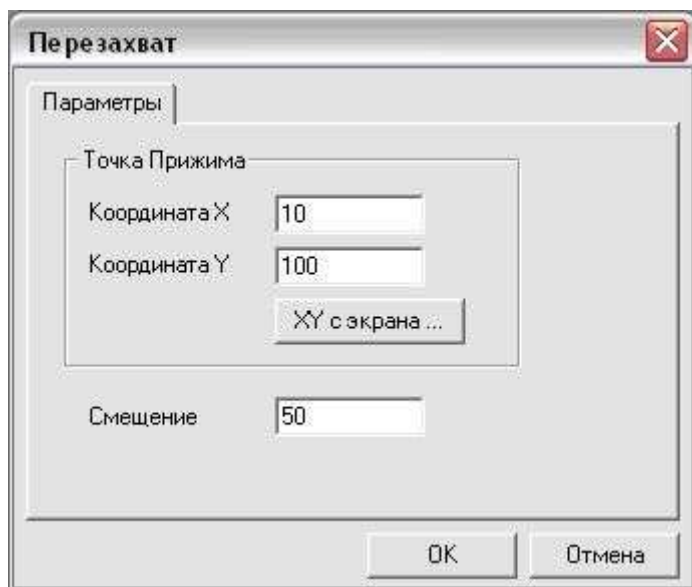 Перезахват
Параметры
Точка Прижима
Координата X 10
Координата Y 100
XY с экрана ...
Смещение 50
OK Отмена